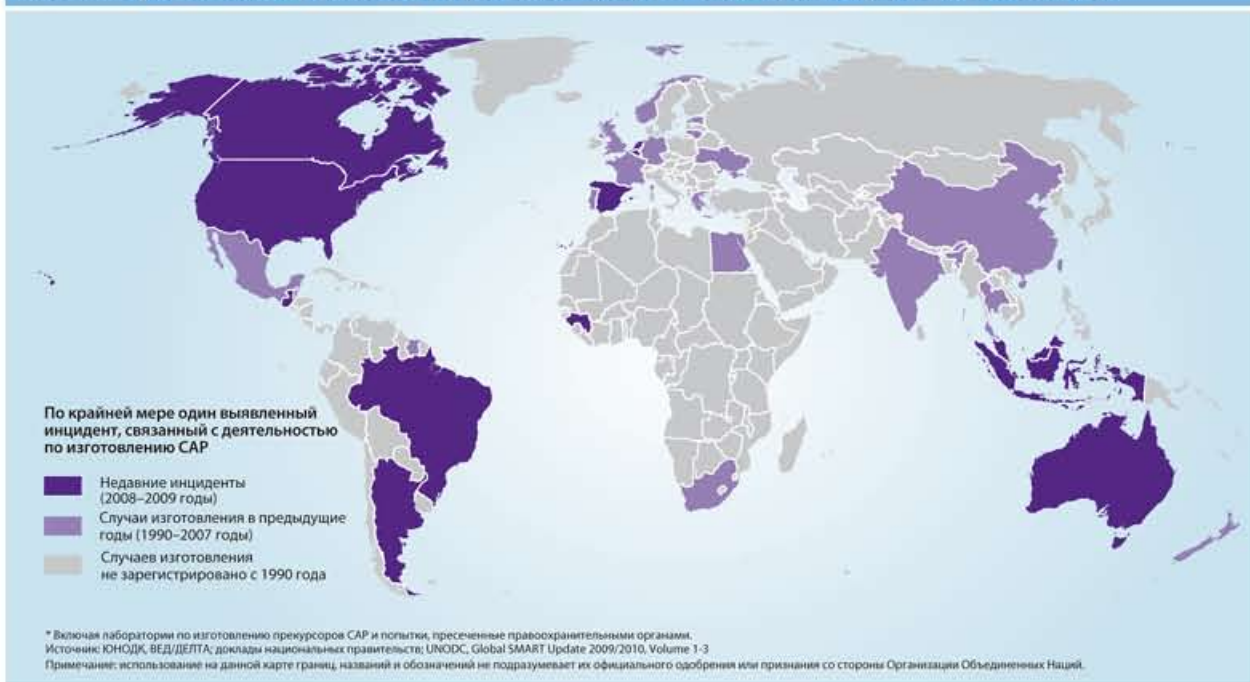 По крайней мере один выявленный
инцидент, связанный с деятельностью
по изготовлению САР
Недавние инциденты
(2008–2009 годы)
Случаи изготовления в предыдущие
годы (1990–2007 годы)
Случаев изготовления
не зарегистрировано с 1990 года
* Включая лаборатории по изготовлению прекурсоров САР и попытки, пресеченные правоохранительными органами.
Источник: ЮНОДК, ВЕД/ДЕЛТА; доклады национальных правительств; UNODC, Global SMART Update 2009/2010, Volume 1-3
Примечание: использование на данной карте границ, названий и обозначений не подразумевает их официального одобрения или признания со стороны Организации Объединенных Наций.